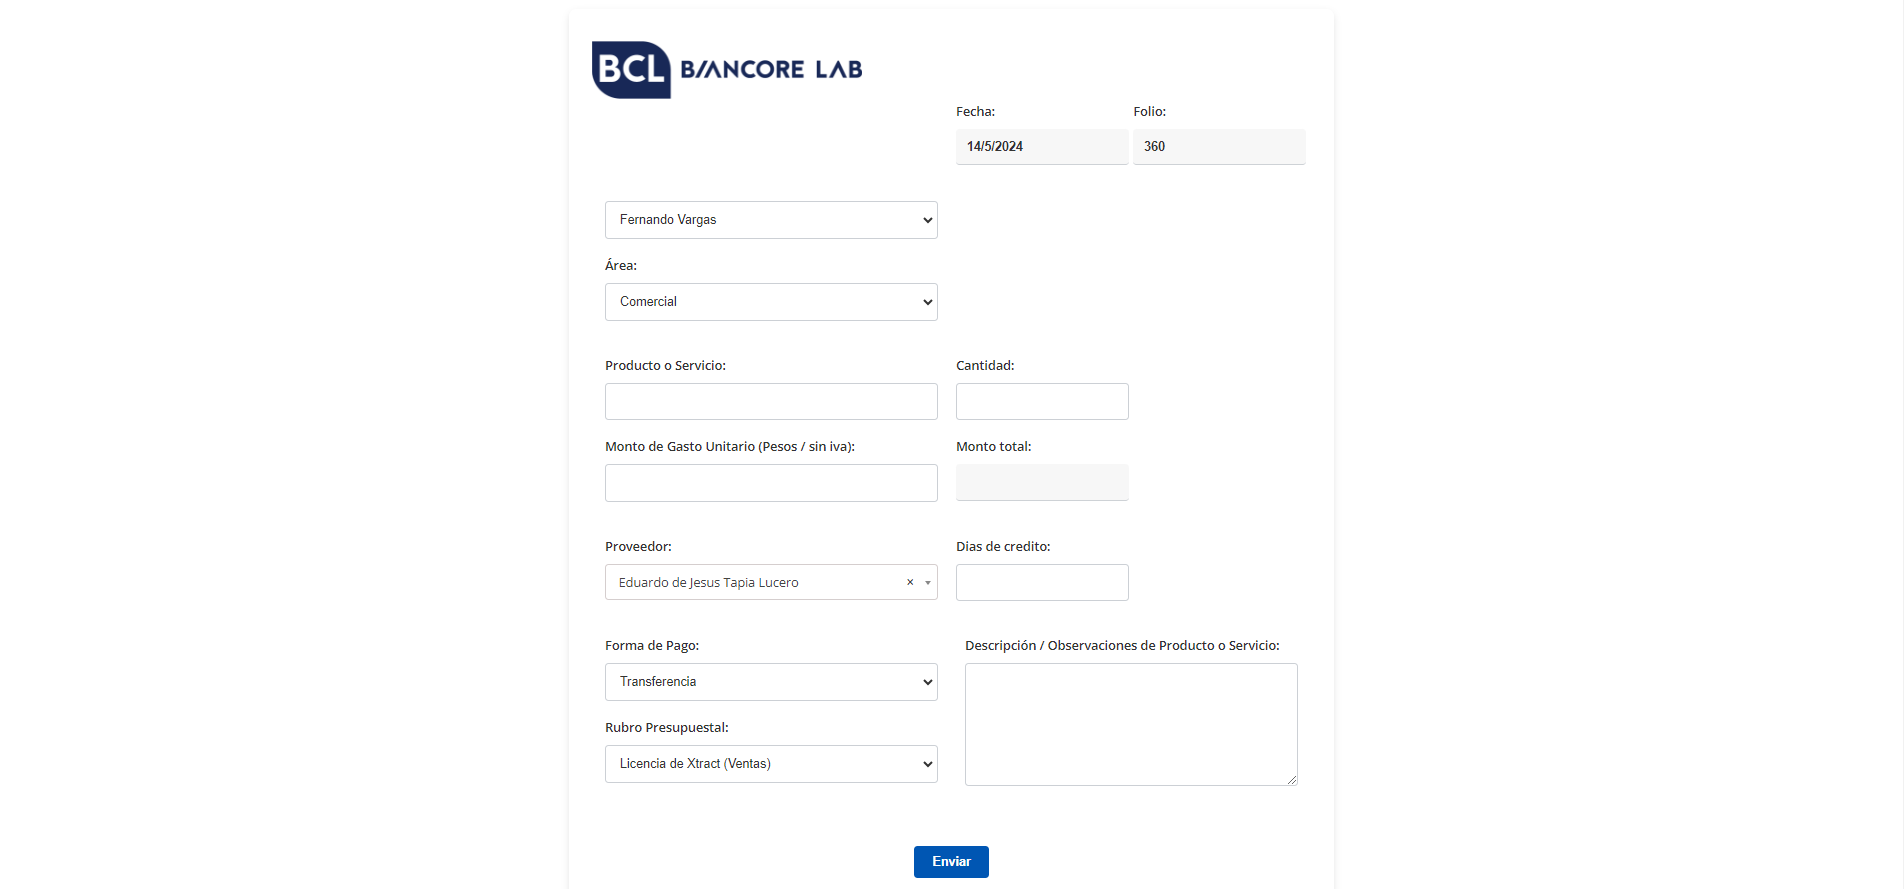 BCL BIANCORE LAB
Fecha: Folio:
14/5/2024 360
Fernando Vargas
Área:
Comercial
Producto o Servicio: Cantidad:
Monto de Gasto Unitario (Pesos / sin iva): Monto total:
Proveedor: Dias de credito:
Eduardo de Jesus Tapia Lucero ×
Forma de Pago: Descripción / Observaciones de Producto o Servicio:
Transferencia
Rubro Presupuestal:
Licencia de Xtract (Ventas)
Enviar